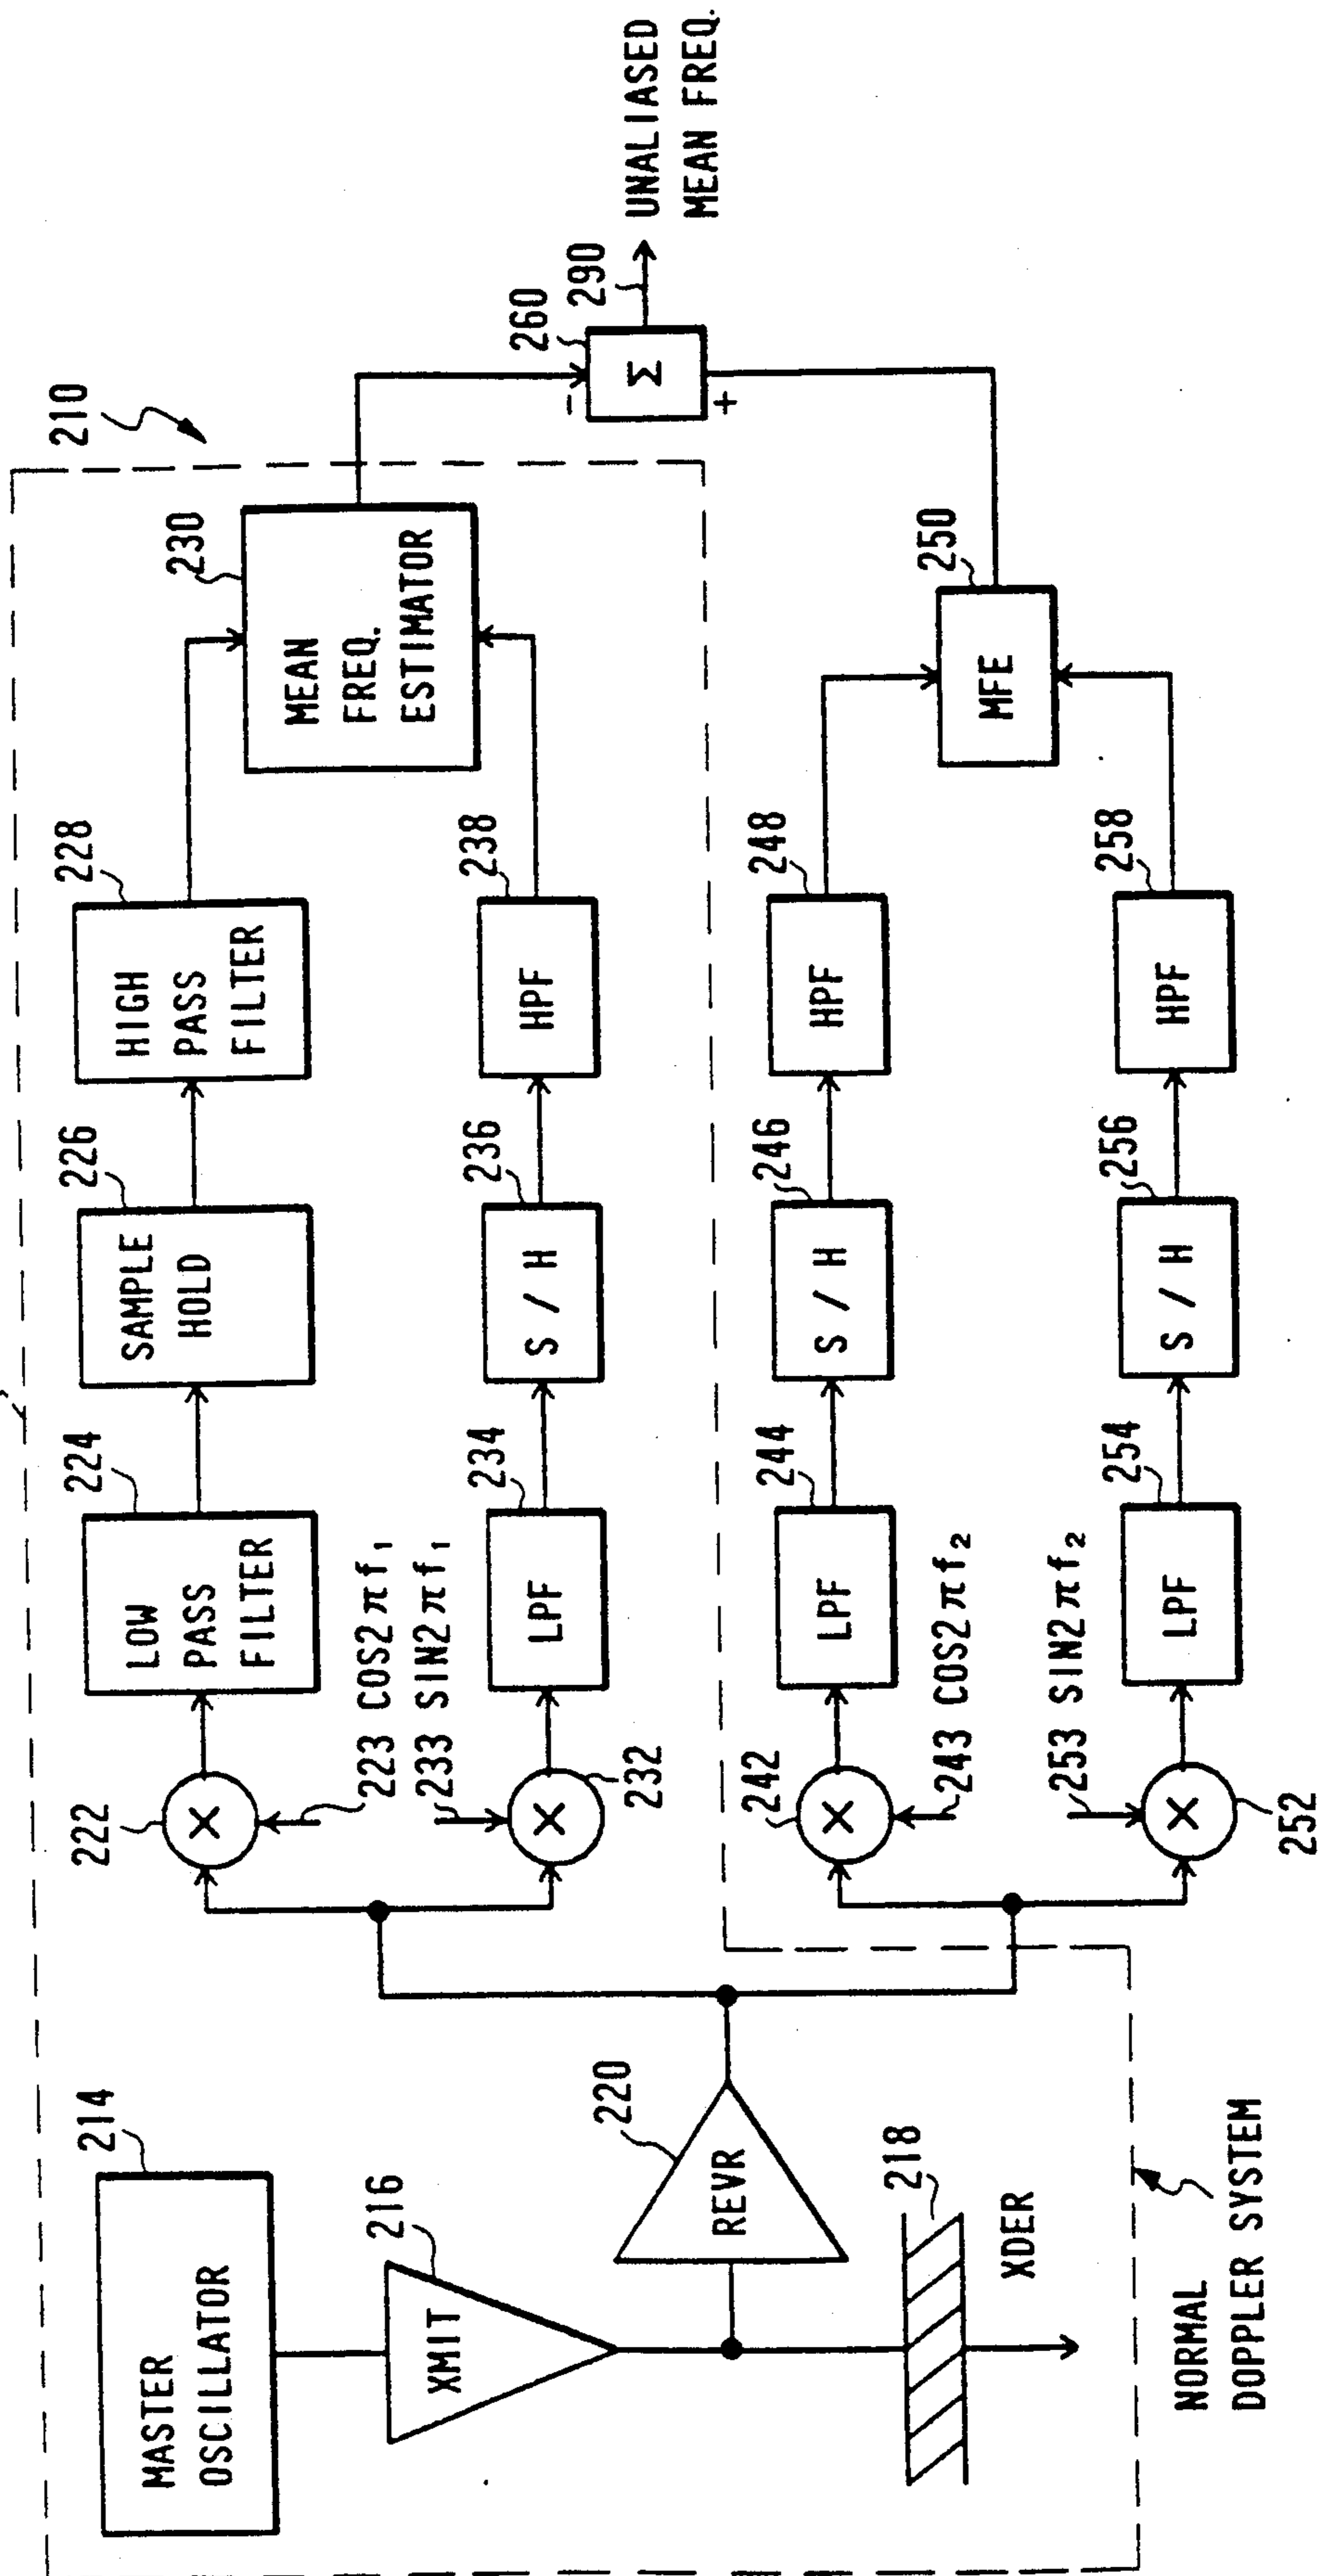 210
214
MASTER
OSCILLATOR
216
XMIT
220
REVR
218
XDER
NORMAL
DOPPLER SYSTEM
222
223 COS2πf₁
224
LOW
PASS
FILTER
226
SAMPLE
HOLD
228
HIGH
PASS
FILTER
230
MEAN
FREQ.
ESTIMATOR
233 SIN2πf₁
232
234
LPF
236
S / H
238
HPF
242
243 COS2πf₂
244
LPF
246
S / H
248
HPF
250
MFE
253 SIN2πf₂
252
254
LPF
256
S / H
258
HPF
260
−
Σ
+
290
UNALIASED
MEAN FREQ.